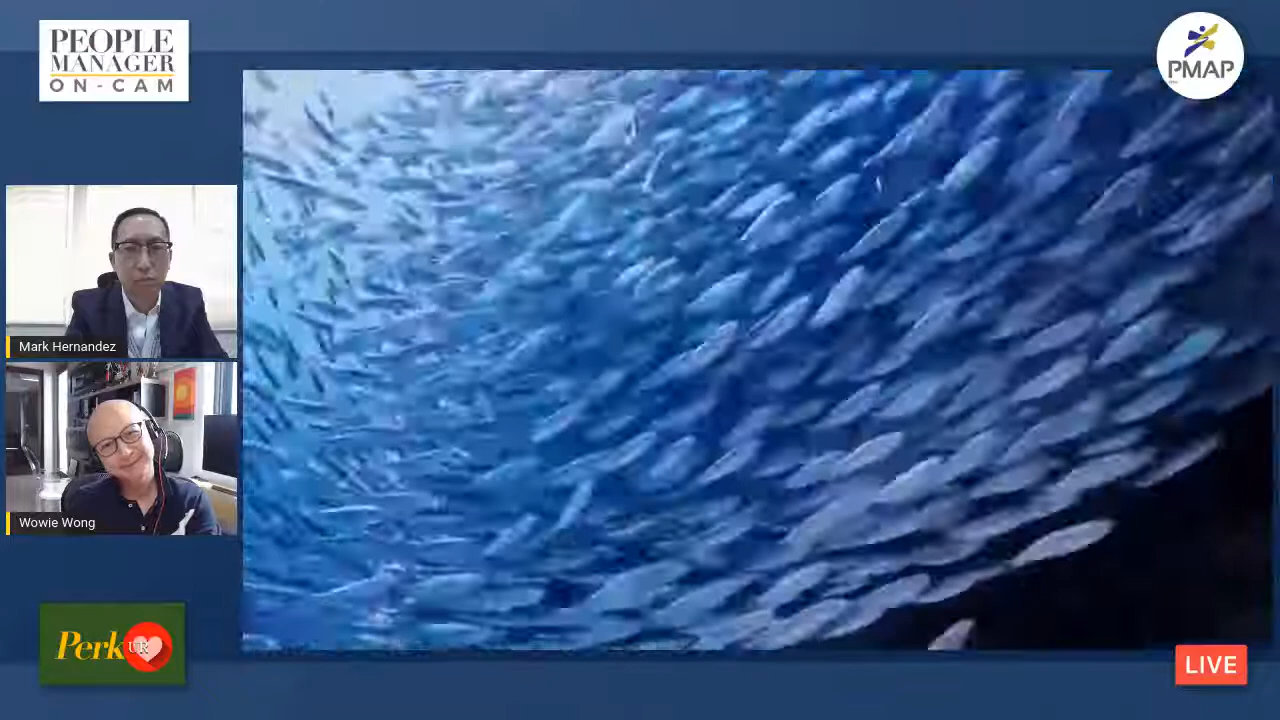 PEOPLE
MANAGER
ON-CAM
PMAP
Mark Hernandez
Wowie Wong
Perk UR
LIVE